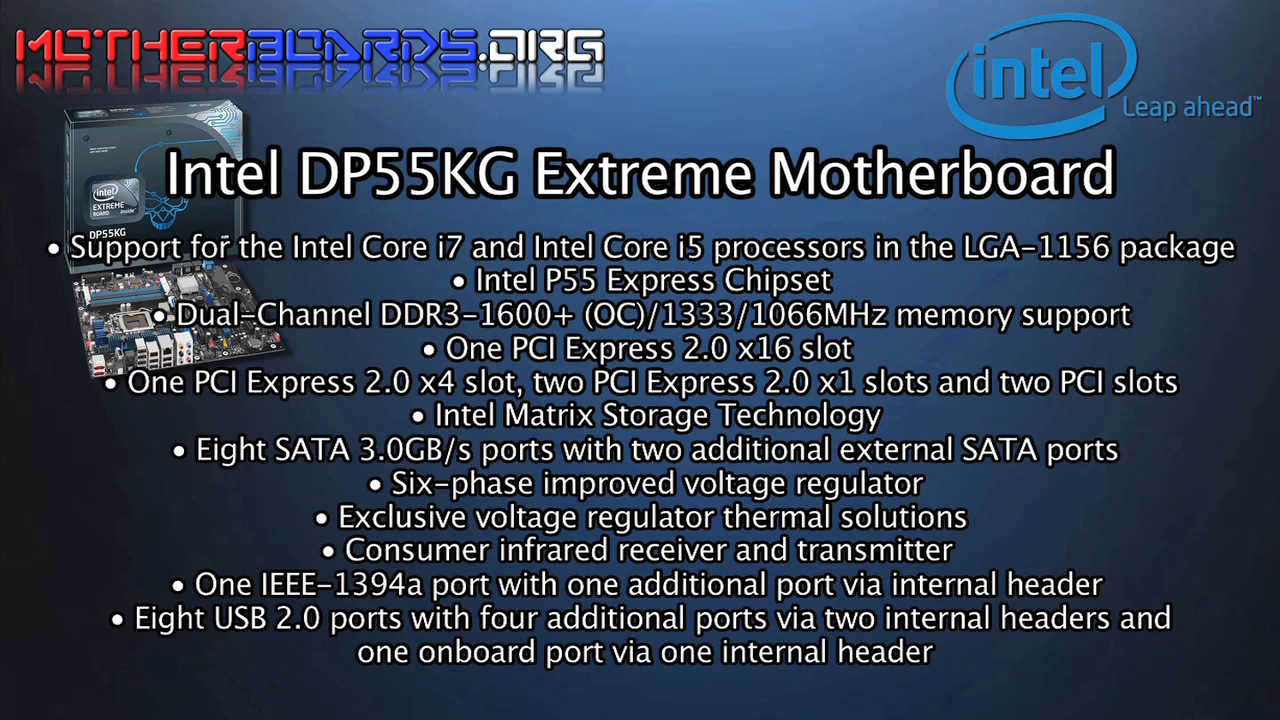 MOTHERBOARDS.ORG
intel
Leap ahead™
DP55KG
intel
EXTREME
BOARD inside
DP55KG
Intel DP55KG Extreme Motherboard
• Support for the Intel Core i7 and Intel Core i5 processors in the LGA-1156 package
• Intel P55 Express Chipset
• Dual-Channel DDR3-1600+ (OC)/1333/1066MHz memory support
• One PCI Express 2.0 x16 slot
• One PCI Express 2.0 x4 slot, two PCI Express 2.0 x1 slots and two PCI slots
• Intel Matrix Storage Technology
• Eight SATA 3.0GB/s ports with two additional external SATA ports
• Six-phase improved voltage regulator
• Exclusive voltage regulator thermal solutions
• Consumer infrared receiver and transmitter
• One IEEE-1394a port with one additional port via internal header
• Eight USB 2.0 ports with four additional ports via two internal headers and
one onboard port via one internal header